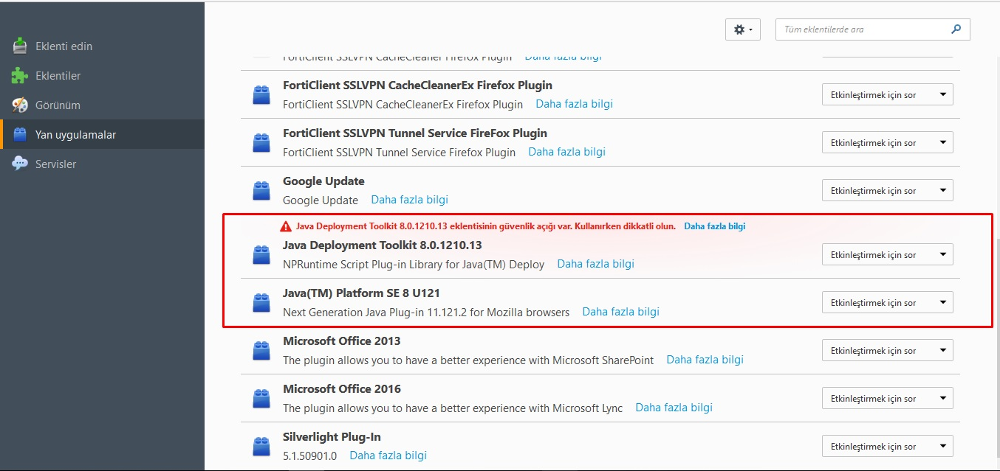 Eklenti edin
Eklentiler
Görünüm
Yan uygulamalar
Servisler
Tüm eklentilerde ara
FortiClient SSLVPN CacheCleaner Firefox Plugin Daha fazla bilgi
FortiClient SSLVPN CacheCleanerEx Firefox Plugin
FortiClient SSLVPN CacheCleanerEx Firefox Plugin Daha fazla bilgi
Etkinleştirmek için sor
FortiClient SSLVPN Tunnel Service FireFox Plugin
FortiClient SSLVPN Tunnel Service Firefox Plugin Daha fazla bilgi
Etkinleştirmek için sor
Google Update
Google Update Daha fazla bilgi
Etkinleştirmek için sor
Java Deployment Toolkit 8.0.1210.13 eklentisinin güvenlik açığı var. Kullanırken dikkatli olun. Daha fazla bilgi
Java Deployment Toolkit 8.0.1210.13
NPRuntime Script Plug-in Library for Java(TM) Deploy Daha fazla bilgi
Etkinleştirmek için sor
Java(TM) Platform SE 8 U121
Next Generation Java Plug-in 11.121.2 for Mozilla browsers Daha fazla bilgi
Etkinleştirmek için sor
Microsoft Office 2013
The plugin allows you to have a better experience with Microsoft SharePoint Daha fazla bilgi
Etkinleştirmek için sor
Microsoft Office 2016
The plugin allows you to have a better experience with Microsoft Lync Daha fazla bilgi
Etkinleştirmek için sor
Silverlight Plug-In
5.1.50901.0 Daha fazla bilgi
Etkinleştirmek için sor